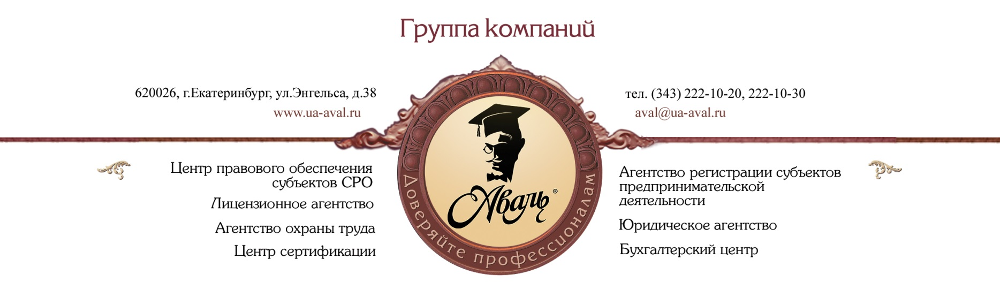 Группа компаний
620026, г.Екатеринбург, ул.Энгельса, д.38
www.ua-aval.ru
тел. (343) 222-10-20, 222-10-30
aval@ua-aval.ru
Центр правового обеспечения
субъектов СРО
Лицензионное агентство
Агентство охраны труда
Центр сертификации
Аваль ®
Доверяйте профессионалам
Агентство регистрации субъектов
предпринимательской
деятельности
Юридическое агентство
Бухгалтерский центр